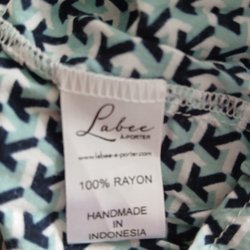 Labee
A-PORTER
www.labee-a-porter.com
100% RAYON
HANDMADE
IN
INDONESIA